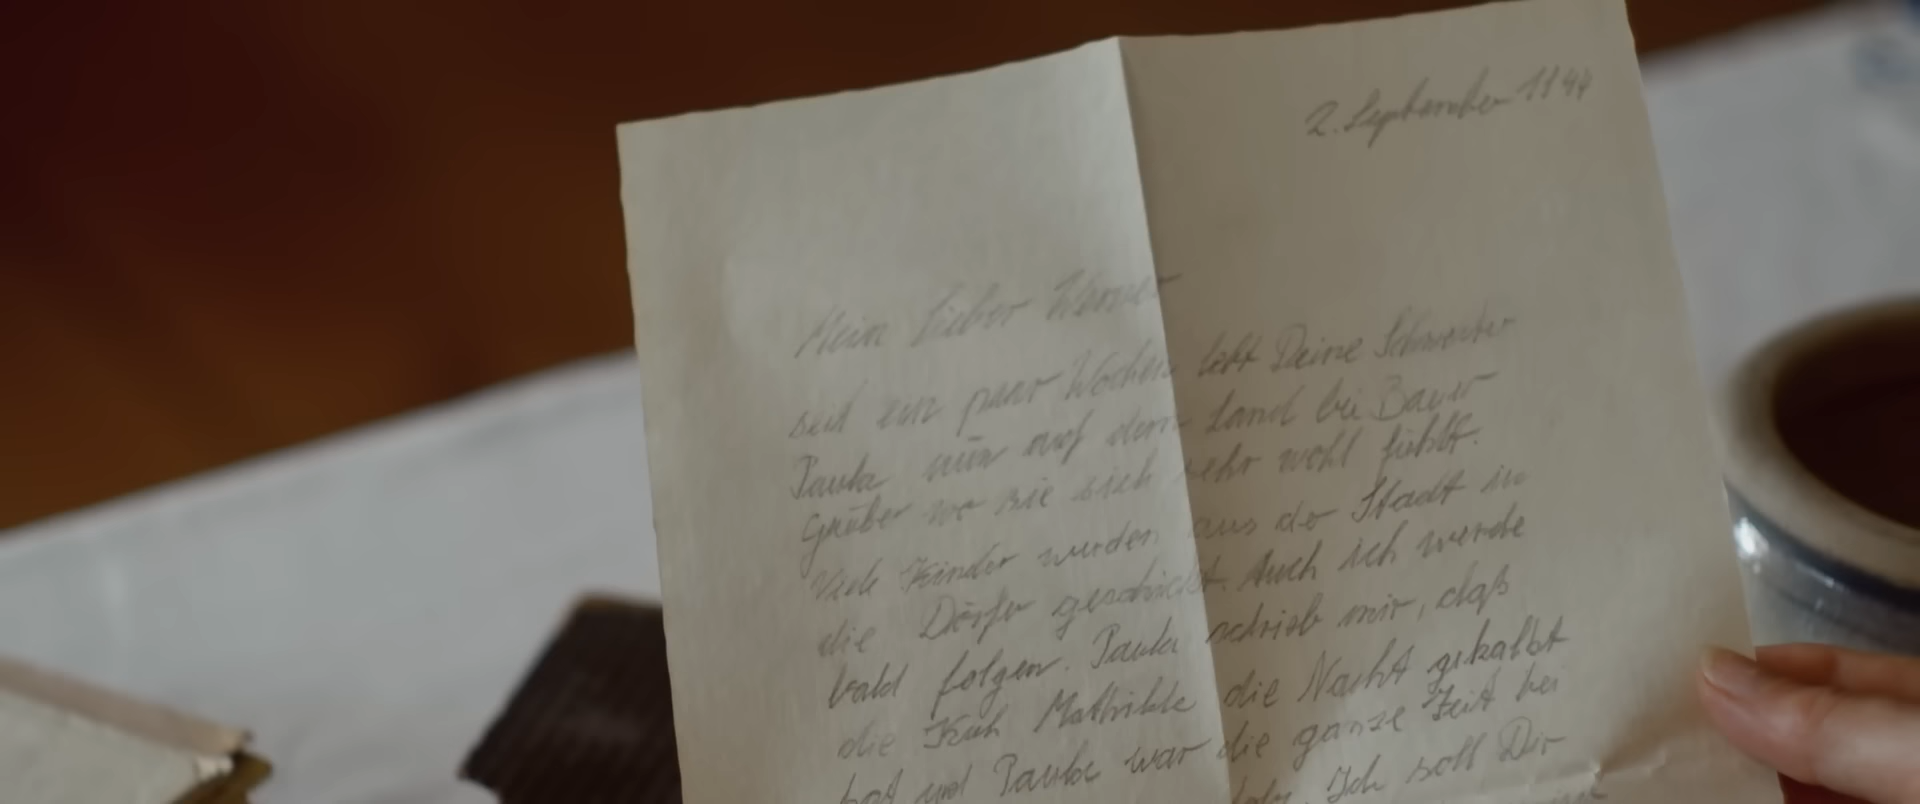 2. September 1944
Mein Lieber Werner
seit ein paar Wochen lebt Deine Schwester
Paula nun auf dem Land bei Bauer
Gruber wo sie sich sehr wohl fühlt.
Viele Kinder wurden aus der Stadt in
die Dörfer geschickt. Auch ich werde
bald folgen. Paula schrieb mir, daß
die Kuh Mathilde die Nacht gekalbt
hat und Paula war die ganze Zeit bei
Ich soll Dir